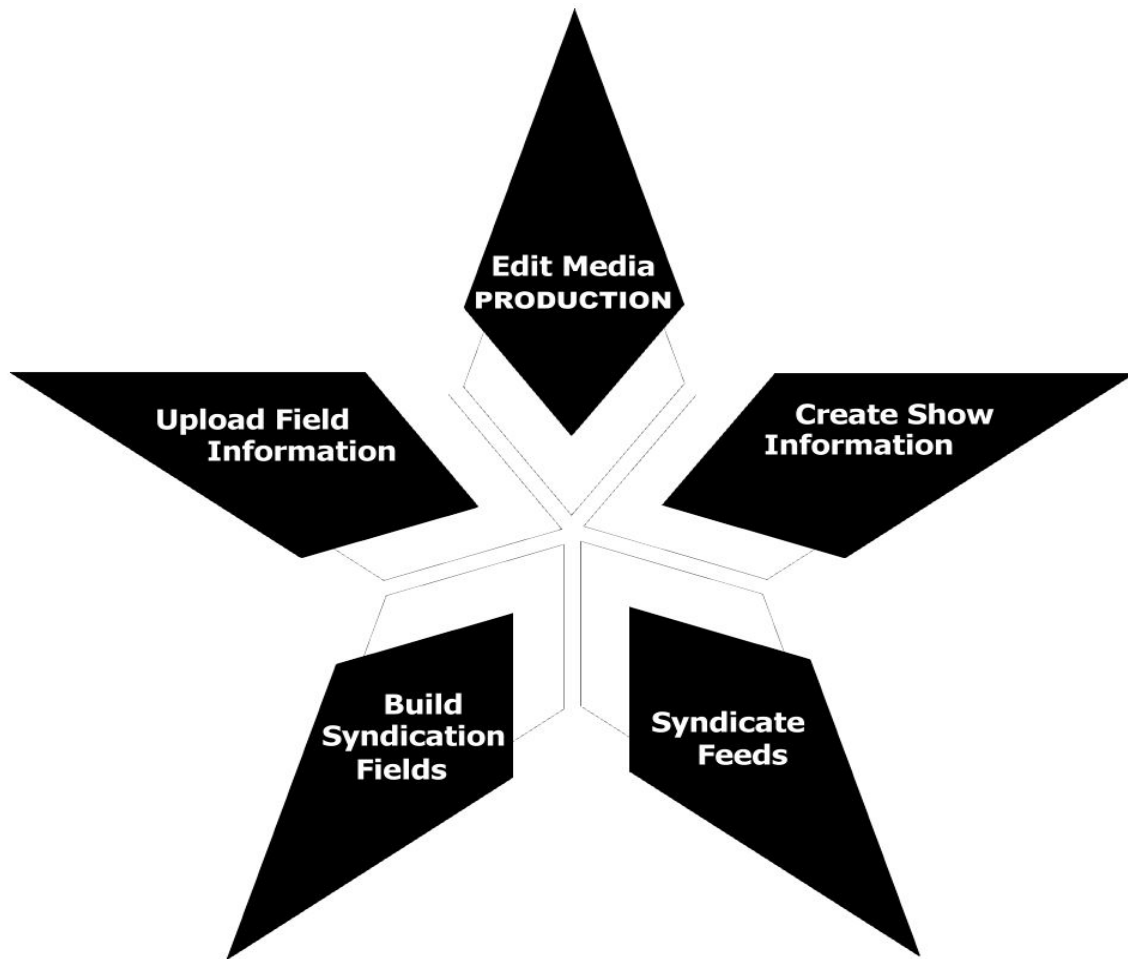 Edit Media
PRODUCTION
Upload Field
Information
Create Show
Information
Build
Syndication
Fields
Syndicate
Feeds